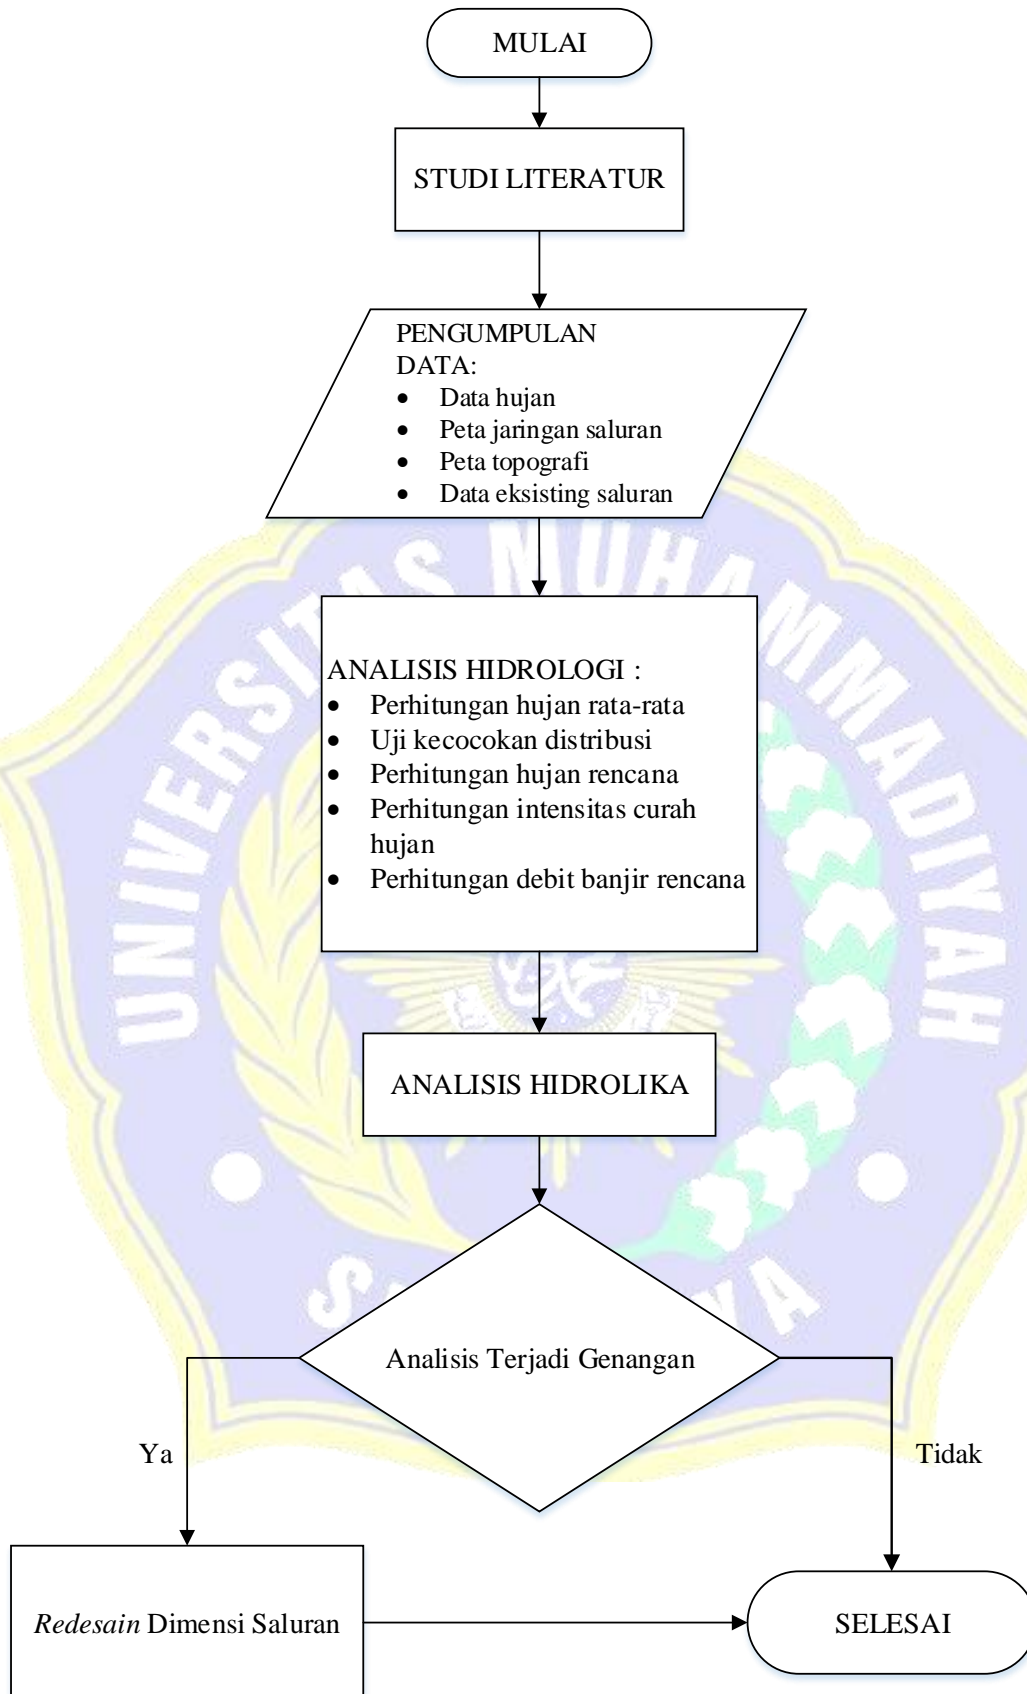 MULAI
STUDI LITERATUR
PENGUMPULAN
DATA:
• Data hujan
• Peta jaringan saluran
• Peta topografi
• Data eksisting saluran
UNIVERSITAS MUHAMMADIYAH
ANALISIS HIDROLOGI :
• Perhitungan hujan rata-rata
• Uji kecocokan distribusi
• Perhitungan hujan rencana
• Perhitungan intensitas curah
hujan
• Perhitungan debit banjir rencana
ANALISIS HIDROLIKA
Analisis Terjadi Genangan
Ya
Tidak
Redesain Dimensi Saluran
SELESAI